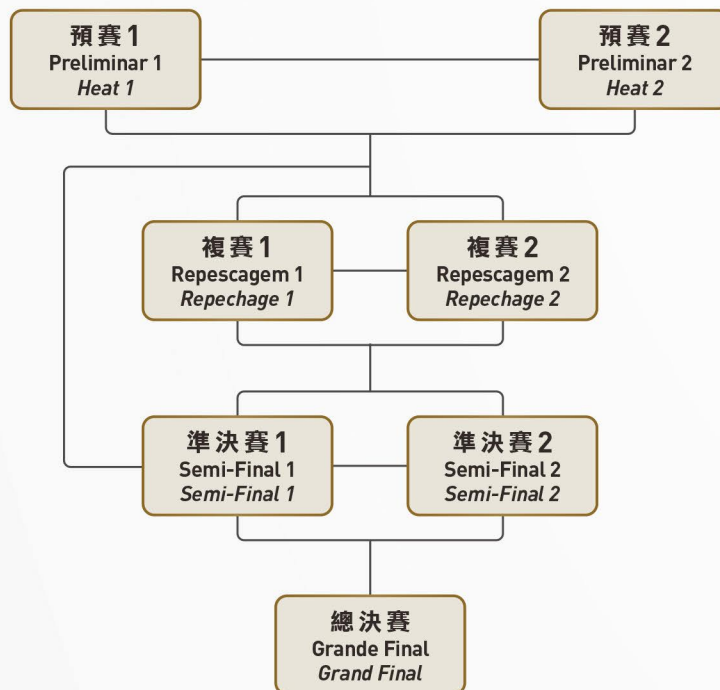 預賽1
Preliminar 1
Heat 1
預賽2
Preliminar 2
Heat 2
複賽1
Repescagem 1
Repechage 1
複賽2
Repescagem 2
Repechage 2
準決賽1
Semi-Final 1
Semi-Final 1
準決賽2
Semi-Final 2
Semi-Final 2
總決賽
Grande Final
Grand Final